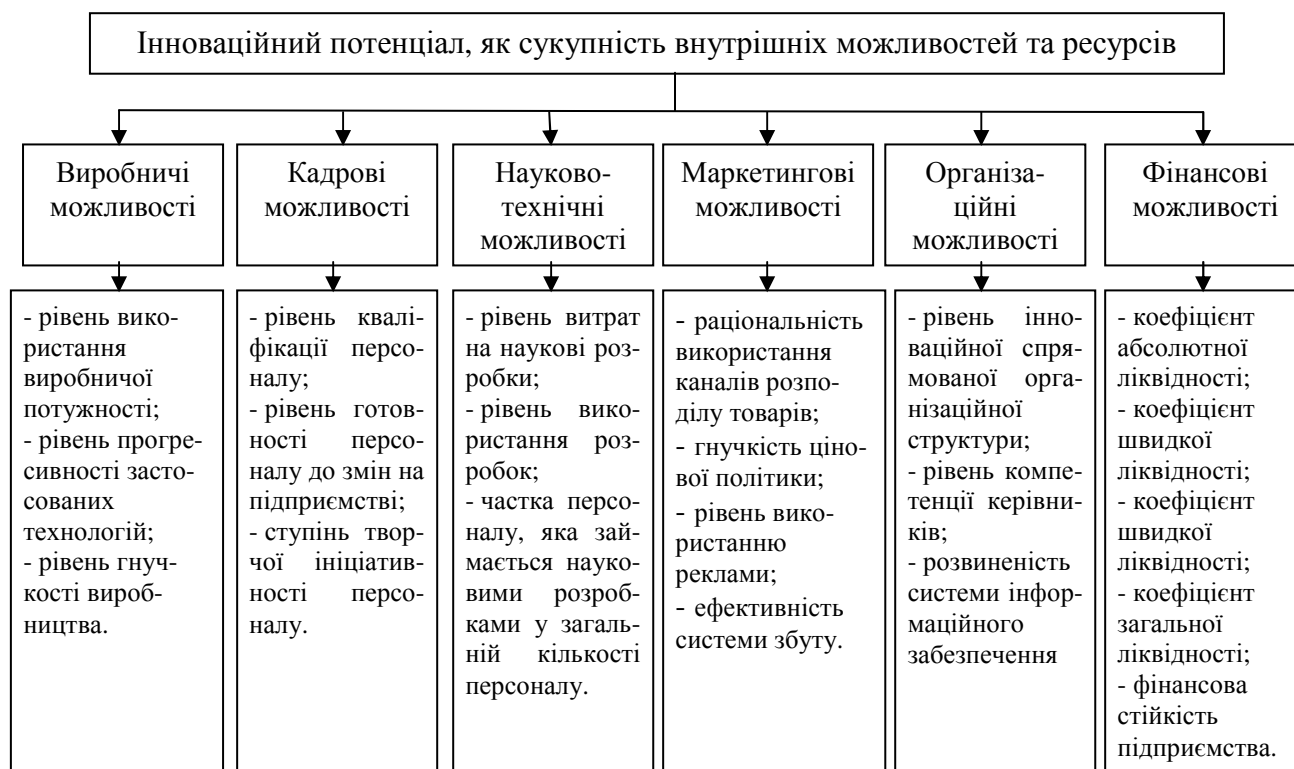 Інноваційний потенціал, як сукупність внутрішніх можливостей та ресурсів
Виробничі
можливості
Кадрові
можливості
Науково-
технічні
можливості
Маркетингові
можливості
Організа-
ційні
можливості
Фінансові
можливості
- рівень вико-
ристання
виробничої
потужності;
- рівень прогре-
сивності засто-
сованих
технологій;
- рівень гнуч-
кості вироб-
ництва.
- рівень квалі-
фікації персо-
налу;
- рівень готов-
ності персо-
налу до змін на
підприємстві;
- ступінь твор-
чої ініціатив-
ності персо-
налу.
- рівень витрат
на наукові роз-
робки;
- рівень вико-
ристання роз-
робок;
- частка персо-
налу, яка зай-
мається науко-
вими розроб-
ками у загаль-
ній кількості
персоналу.
- раціональність
використання
каналів розпо-
ділу товарів;
- гнучкість ціно-
вої політики;
- рівень вико-
ристанню
реклами;
- ефективність
системи збуту.
- рівень інно-
ваційної спря-
мованої орга-
нізаційної
структури;
- рівень компе-
тенції керівни-
ків;
- розвиненість
системи інфор-
маційного
забезпечення
- коефіцієнт
абсолютної
ліквідності;
- коефіцієнт
швидкої
ліквідності;
- коефіцієнт
швидкої
ліквідності;
- коефіцієнт
загальної
ліквідності;
- фінансова
стійкість
підприємства.